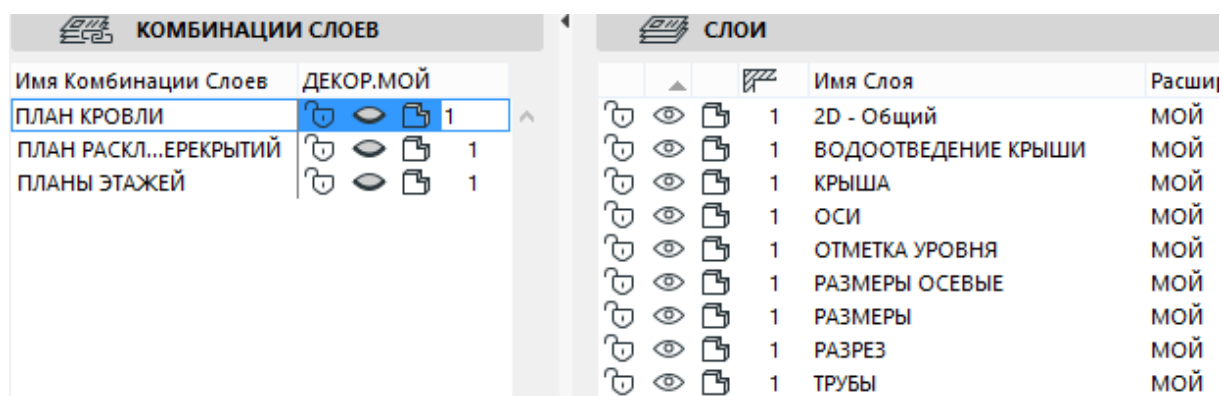 КОМБИНАЦИИ СЛОЕВ
Имя Комбинации Слоев ДЕКОР.МОЙ
ПЛАН КРОВЛИ 1
ПЛАН РАСКЛ...ЕРЕКРЫТИЙ 1
ПЛАНЫ ЭТАЖЕЙ 1
СЛОИ
Имя Слоя Расшир
1 2D - Общий МОЙ
1 ВОДООТВЕДЕНИЕ КРЫШИ МОЙ
1 КРЫША МОЙ
1 ОСИ МОЙ
1 ОТМЕТКА УРОВНЯ МОЙ
1 РАЗМЕРЫ ОСЕВЫЕ МОЙ
1 РАЗМЕРЫ МОЙ
1 РАЗРЕЗ МОЙ
1 ТРУБЫ МОЙ